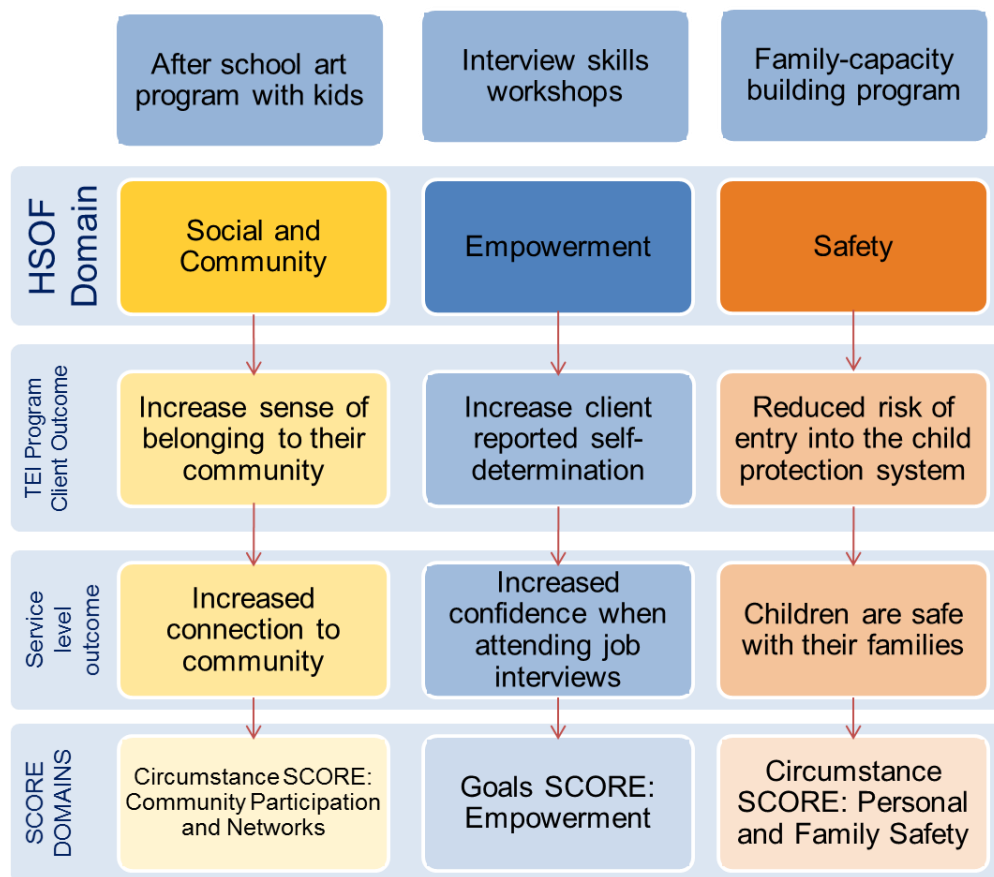 After school art
program with kids
Interview skills
workshops
Family-capacity
building program
HSOF
Domain
Social and
Community
Empowerment
Safety
TEI Program
Client Outcome
Increase sense of
belonging to their
community
Increase client
reported self-
determination
Reduced risk of
entry into the child
protection system
Service
level
outcome
Increased
connection to
community
Increased
confidence when
attending job
interviews
Children are safe
with their families
SCORE
DOMAINS
Circumstance SCORE:
Community Participation
and Networks
Goals SCORE:
Empowerment
Circumstance
SCORE: Personal
and Family Safety